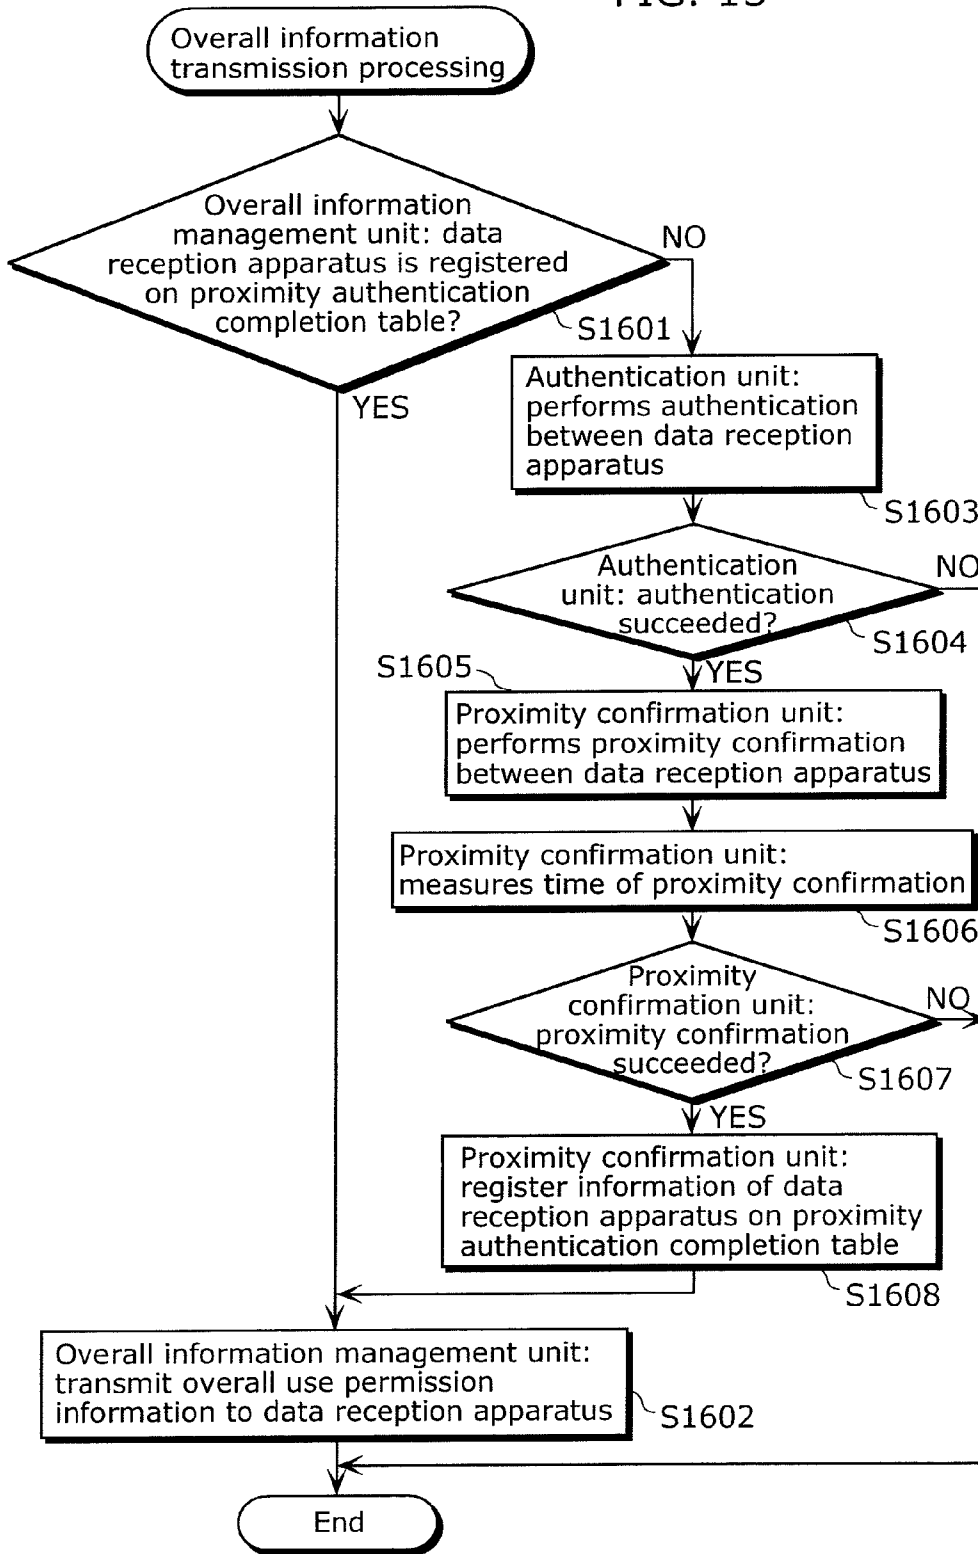 FIG. 15
Overall information
transmission processing
Overall information
management unit: data
reception apparatus is registered
on proximity authentication
completion table?
NO
S1601
YES
Authentication unit:
performs authentication
between data reception
apparatus
S1603
Authentication
unit: authentication
succeeded?
NO
S1604
YES
S1605
Proximity confirmation unit:
performs proximity confirmation
between data reception apparatus
Proximity confirmation unit:
measures time of proximity confirmation
S1606
Proximity
confirmation unit:
proximity confirmation
succeeded?
NO
S1607
YES
Proximity confirmation unit:
register information of data
reception apparatus on proximity
authentication completion table
S1608
Overall information management unit:
transmit overall use permission
information to data reception apparatus
S1602
End